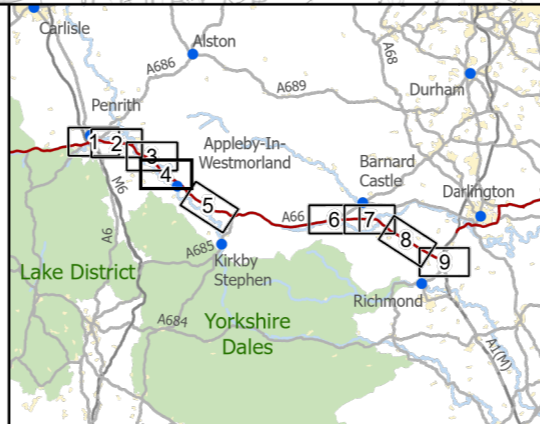 Carlisle
Alston
A686
A689
A68
Durham
Penrith
Appleby-In-
Westmorland
Barnard
Castle
Darlington
1
2
3
4
5
6
7
8
9
M6
A66
A6
A685
Kirkby
Stephen
Lake District
Richmond
A684
Yorkshire
Dales
A1(M)